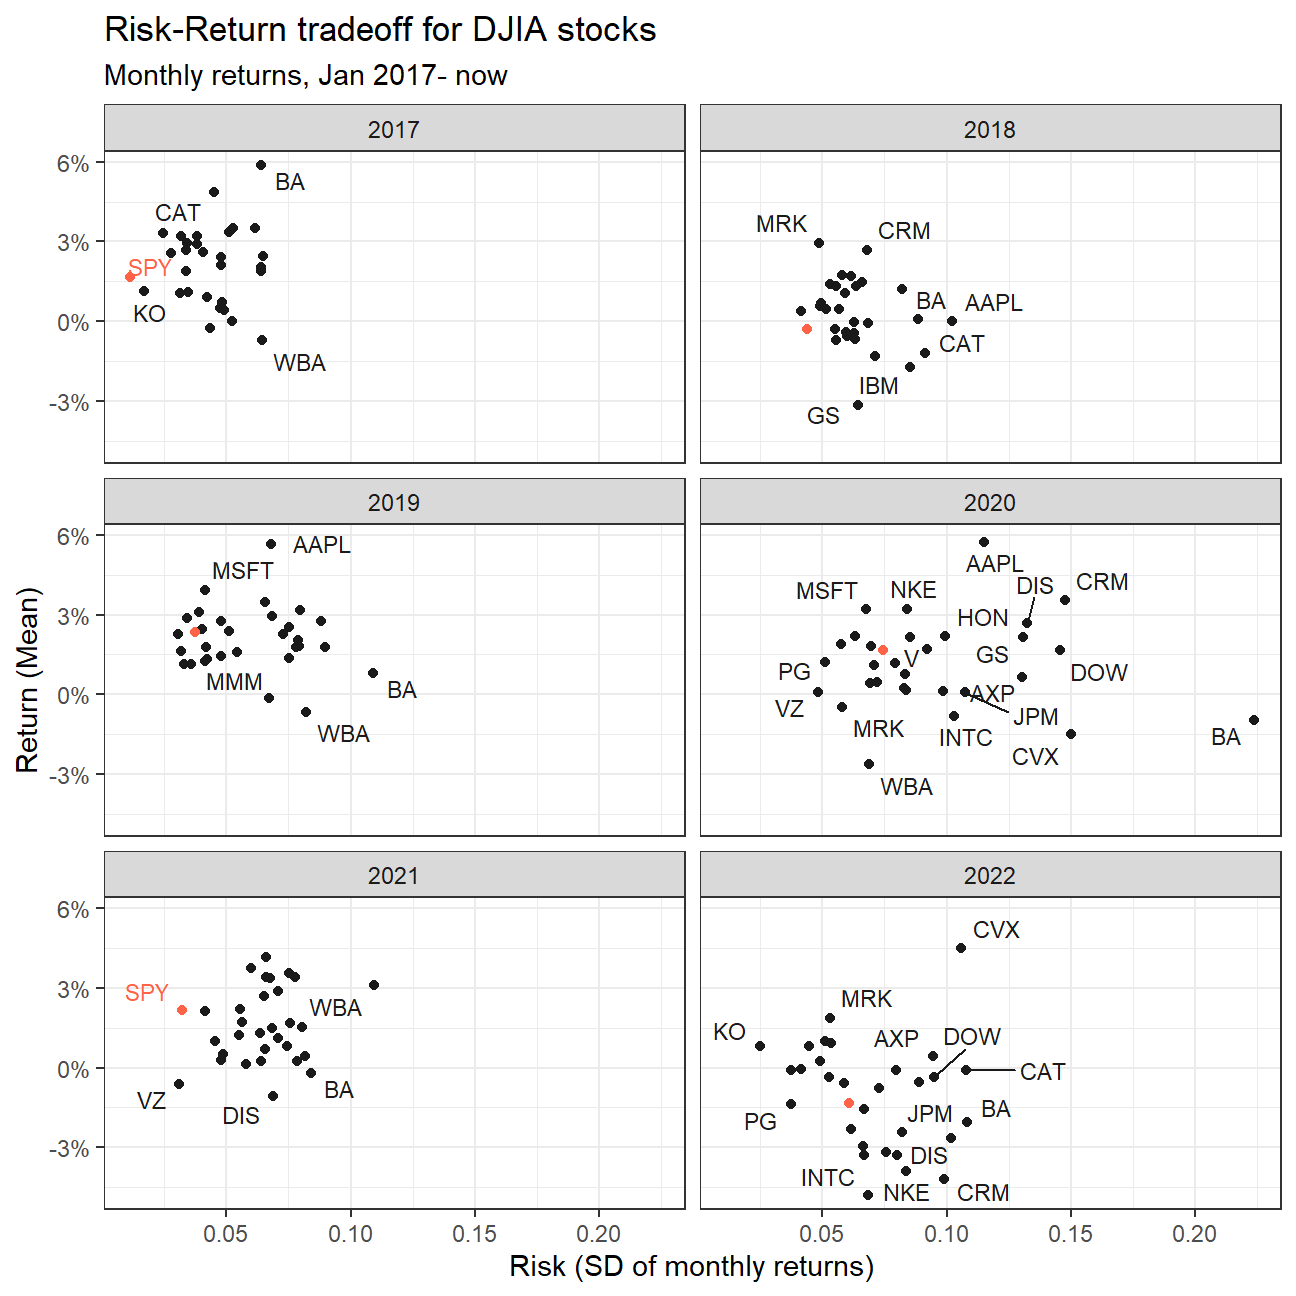 Risk-Return tradeoff for DJIA stocks
Monthly returns, Jan 2017- now
2017
2018
6%
3%
0%
-3%
BA
CAT
SPY
KO
WBA
MRK
CRM
BA
AAPL
CAT
IBM
GS
2019
2020
Return (Mean)
6%
3%
0%
-3%
AAPL
MSFT
MMM
BA
WBA
AAPL
DIS
CRM
MSFT
NKE
HON
GS
V
PG
DOW
AXP
VZ
JPM
MRK
INTC
BA
CVX
WBA
2021
2022
6%
3%
0%
-3%
SPY
WBA
VZ
BA
DIS
CVX
MRK
KO
AXP
DOW
CAT
PG
JPM
BA
DIS
INTC
NKE
CRM
0.05
0.10
0.15
0.20
0.05
0.10
0.15
0.20
Risk (SD of monthly returns)